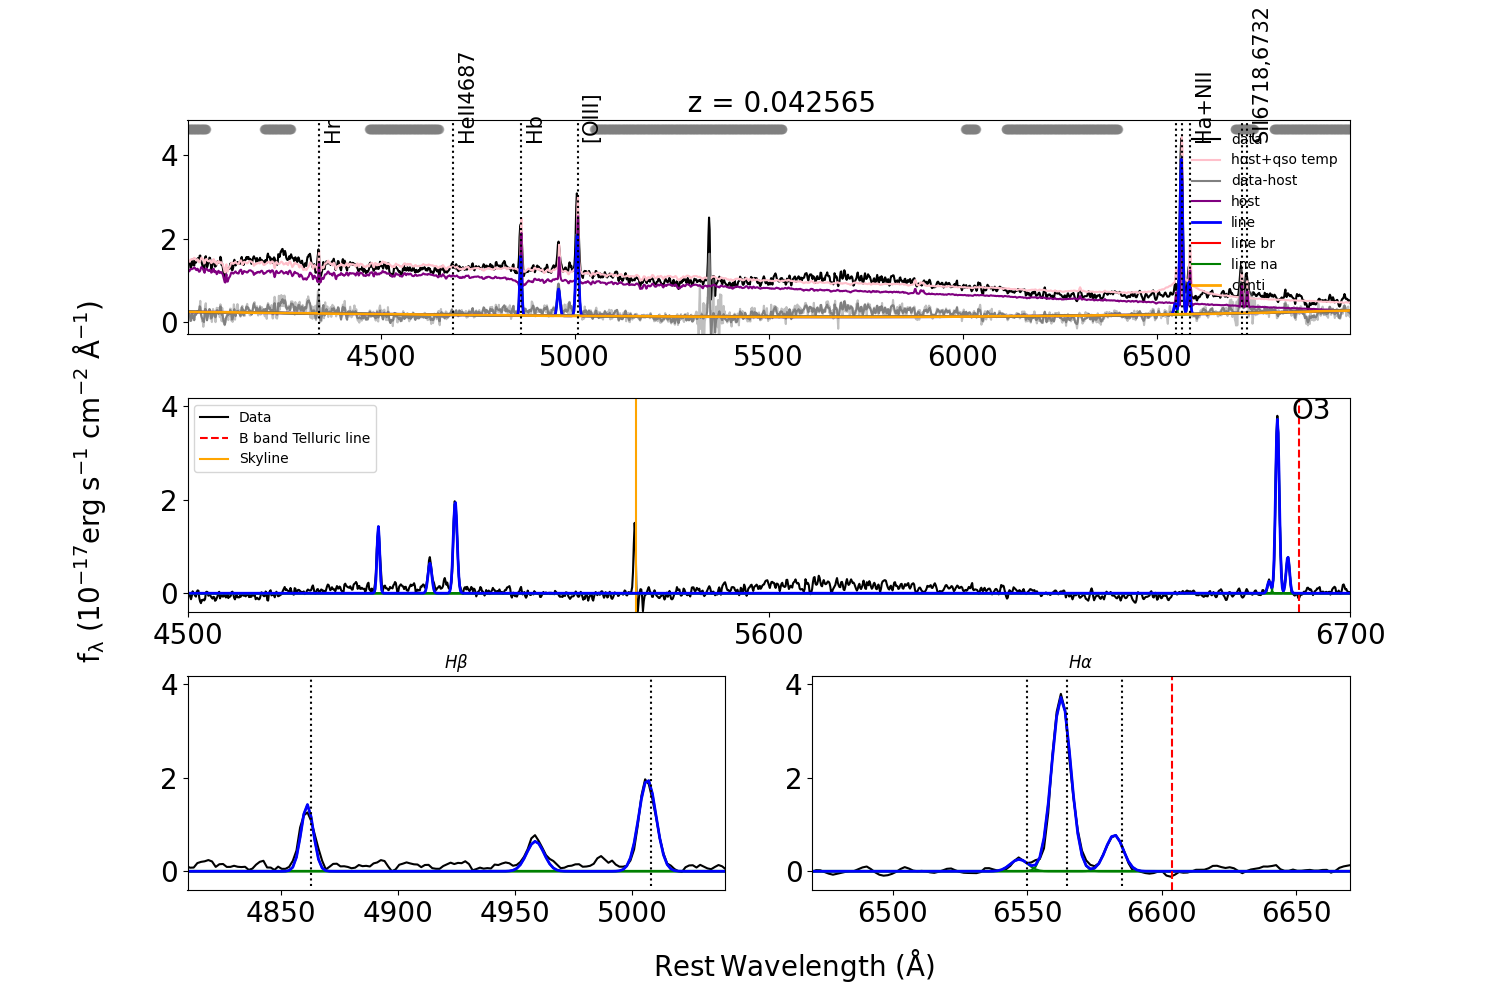 z = 0.042565
Hr
HeII4687
Hb
[OIII]
Ha+NII
SII6718,6732
data
host+qso temp
data-host
host
line
line br
line na
conti
4
2
0
4500
5000
5500
6000
6500
Data
B band Telluric line
Skyline
O3
4
2
0
4500
5600
6700
fλ (10⁻¹⁷erg s⁻¹ cm⁻² Å⁻¹)
Hβ
4
2
0
4850
4900
4950
5000
Hα
4
2
0
6500
6550
6600
6650
Rest Wavelength (Å)